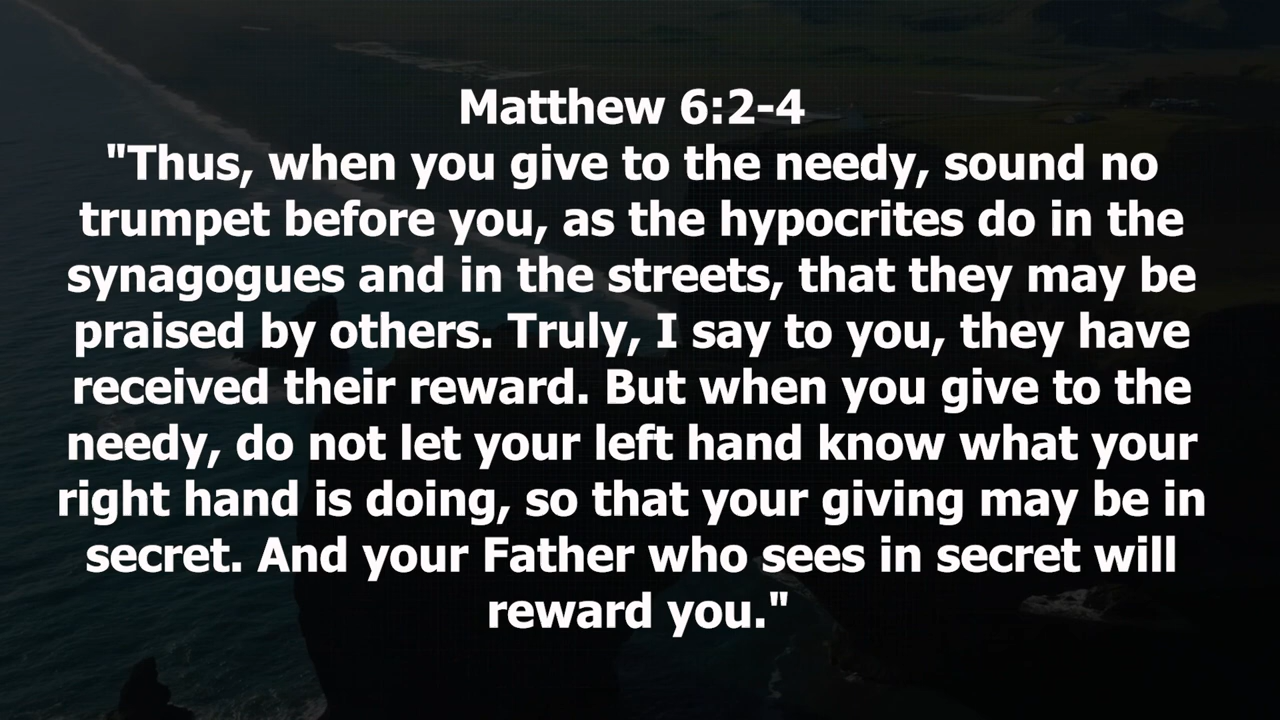 Matthew 6:2-4
"Thus, when you give to the needy, sound no
trumpet before you, as the hypocrites do in the
synagogues and in the streets, that they may be
praised by others. Truly, I say to you, they have
received their reward. But when you give to the
needy, do not let your left hand know what your
right hand is doing, so that your giving may be in
secret. And your Father who sees in secret will
reward you."